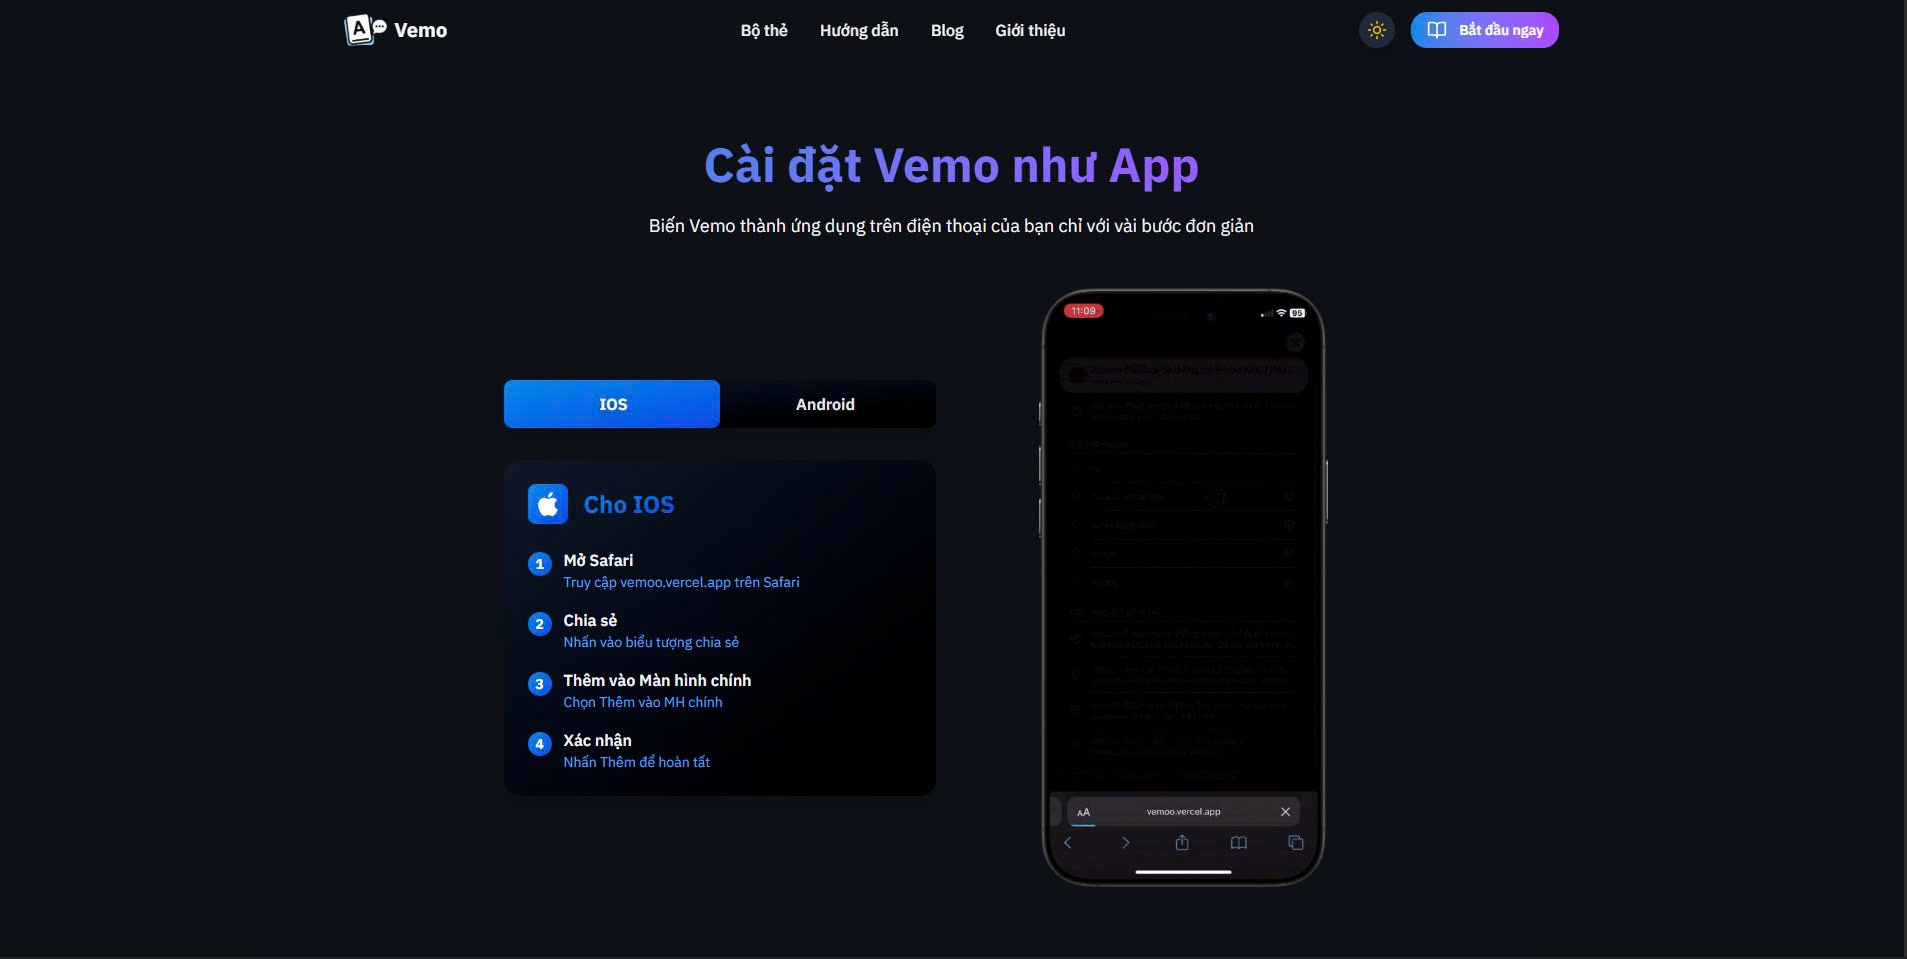 Vemo
Bộ thẻ
Hướng dẫn
Blog
Giới thiệu
Bắt đầu ngay
Cài đặt Vemo như App
Biến Vemo thành ứng dụng trên điện thoại của bạn chỉ với vài bước đơn giản
IOS
Android
Cho IOS
1 Mở Safari
Truy cập vemoo.vercel.app trên Safari
2 Chia sẻ
Nhấn vào biểu tượng chia sẻ
3 Thêm vào Màn hình chính
Chọn Thêm vào MH chính
4 Xác nhận
Nhấn Thêm để hoàn tất
11:09
95
AA
vemoo.vercel.app